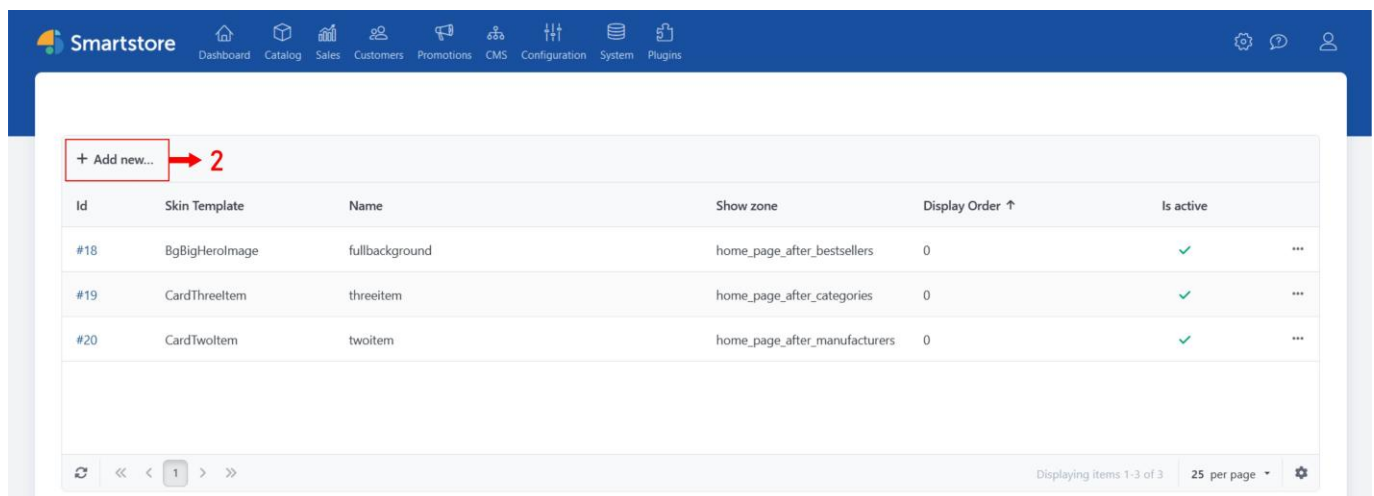 Smartstore
Dashboard Catalog Sales Customers Promotions CMS Configuration System Plugins
+ Add new... 2
Id Skin Template Name Show zone Display Order ↑ Is active
#18 BgBigHeroImage fullbackground home_page_after_bestsellers 0
#19 CardThreeItem threeitem home_page_after_categories 0
#20 CardTwoItem twoitem home_page_after_manufacturers 0
1 Displaying items 1-3 of 3 25 per page